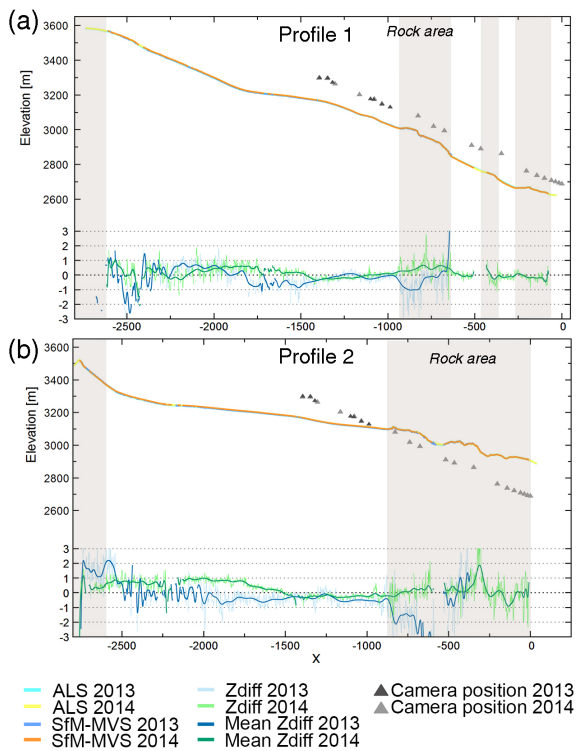 (a)
Profile 1
Rock area
Elevation [m]
3600
3400
3200
3000
2800
2600
3
2
1
0
-1
-2
-3
-2500 -2000 -1500 -1000 -500 0
(b)
Profile 2
Rock area
Elevation [m]
3600
3400
3200
3000
2800
2600
3
2
1
0
-1
-2
-3
-2500 -2000 -1500 -1000 -500 0
X
ALS 2013
ALS 2014
SfM-MVS 2013
SfM-MVS 2014
Zdiff 2013
Zdiff 2014
Mean Zdiff 2013
Mean Zdiff 2014
Camera position 2013
Camera position 2014